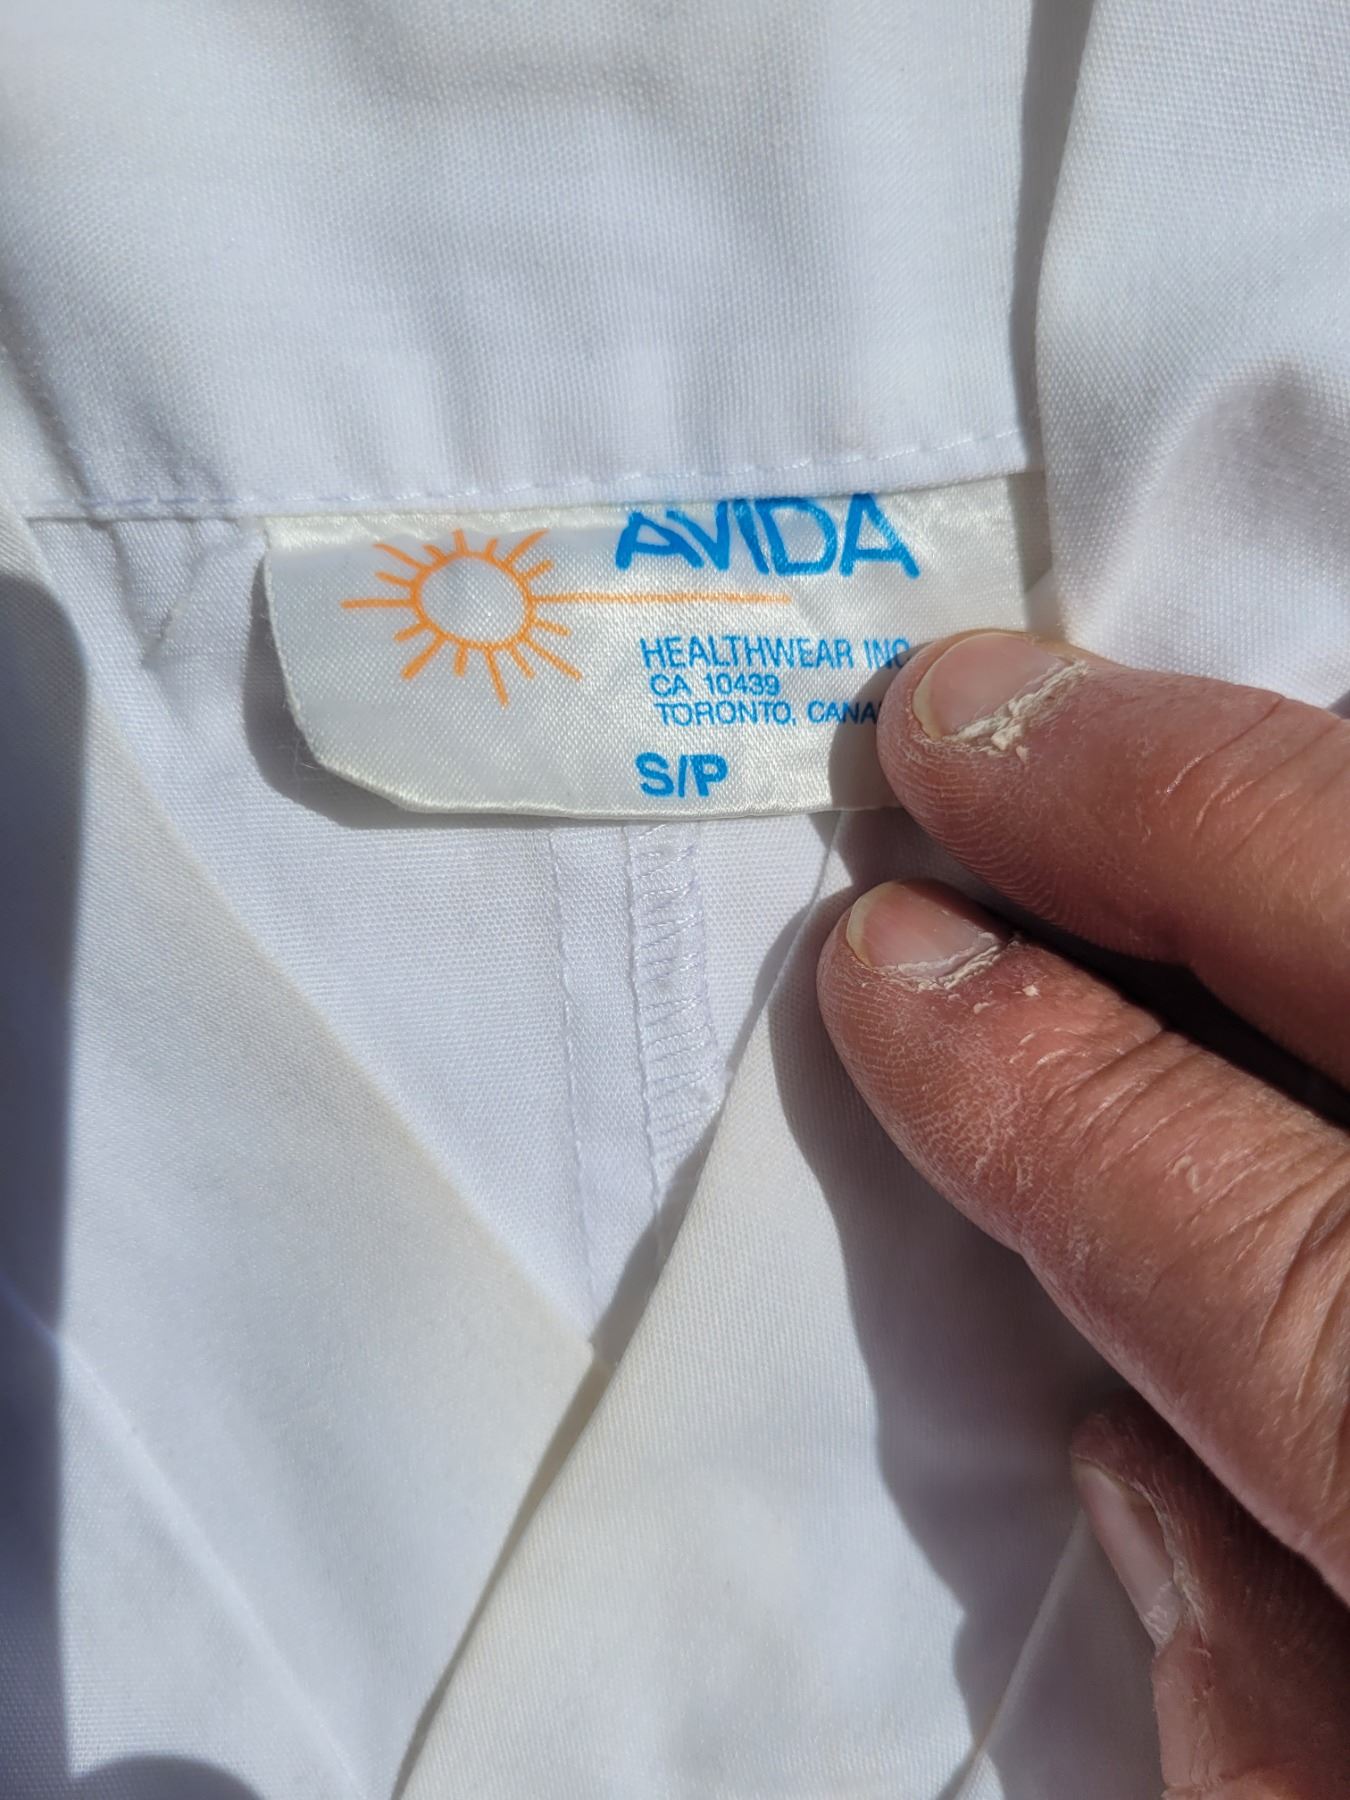 AVIDA
HEALTHWEAR INC
CA 10439
TORONTO, CANA
S/P